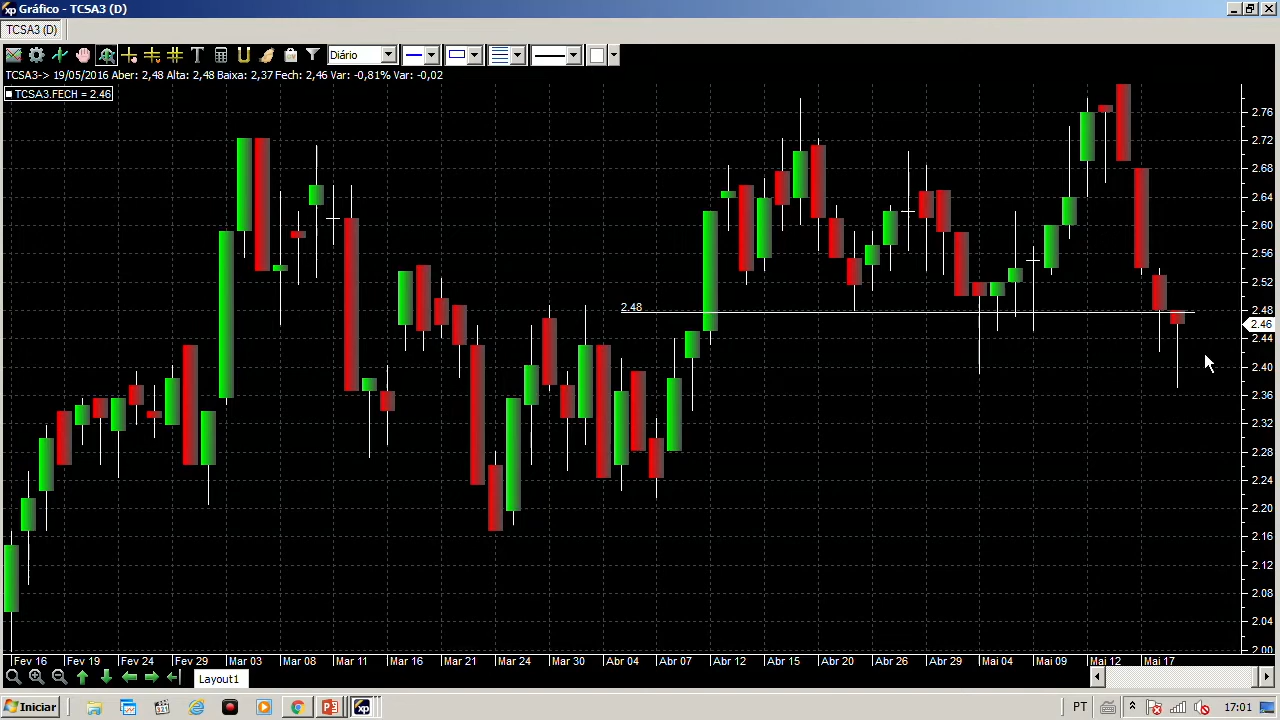 xp Gráfico - TCSA3 (D)
TCSA3 (D)
T
U
Diário
TCSA3-> 19/05/2016 Aber: 2,48 Alta: 2,48 Baixa: 2,37 Fech: 2,46 Var: -0,81% Var: -0,02
TCSA3.FECH = 2.46
2.76
2.72
2.68
2.64
2.60
2.56
2.52
2.48
2.48
2.46
2.44
2.40
2.36
2.32
2.28
2.24
2.20
2.16
2.12
2.08
2.04
2.00
Fev 16 Fev 19 Fev 24 Fev 29 Mar 03 Mar 08 Mar 11 Mar 16 Mar 21 Mar 24 Mar 30 Abr 04 Abr 07 Abr 12 Abr 15 Abr 20 Abr 26 Abr 29 Mai 04 Mai 09 Mai 12 Mai 17
Layout1
Iniciar
321
xp
PT
17:01